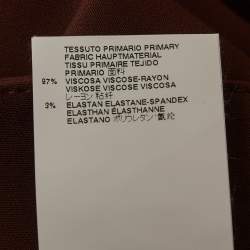 TESSUTO PRIMARIO PRIMARY
FABRIC HAUPTMATERIAL
TISSU PRIMAIRE TEJIDO
PRIMARIO 面料
97% VISCOSA VISCOSE-RAYON
VISKOSE VISCOSE VISCOSA
レーヨン 粘纤
3% ELASTAN ELASTANE-SPANDEX
ELASTHAN ELASTHANNE
ELASTANO ポリウレタン 氨纶